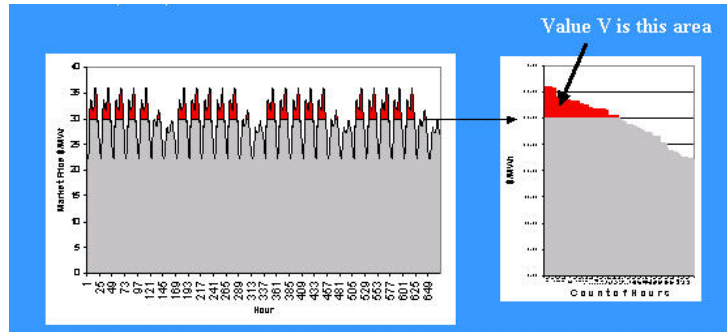 Value V is this area
Market Price $/MWh
40
35
30
25
20
15
10
5
0
1 25 49 73 97 121 145 169 193 217 241 265 289 313 337 361 385 409 433 457 481 505 529 553 577 601 625 649
Hour
$/MWh
Count of Hours